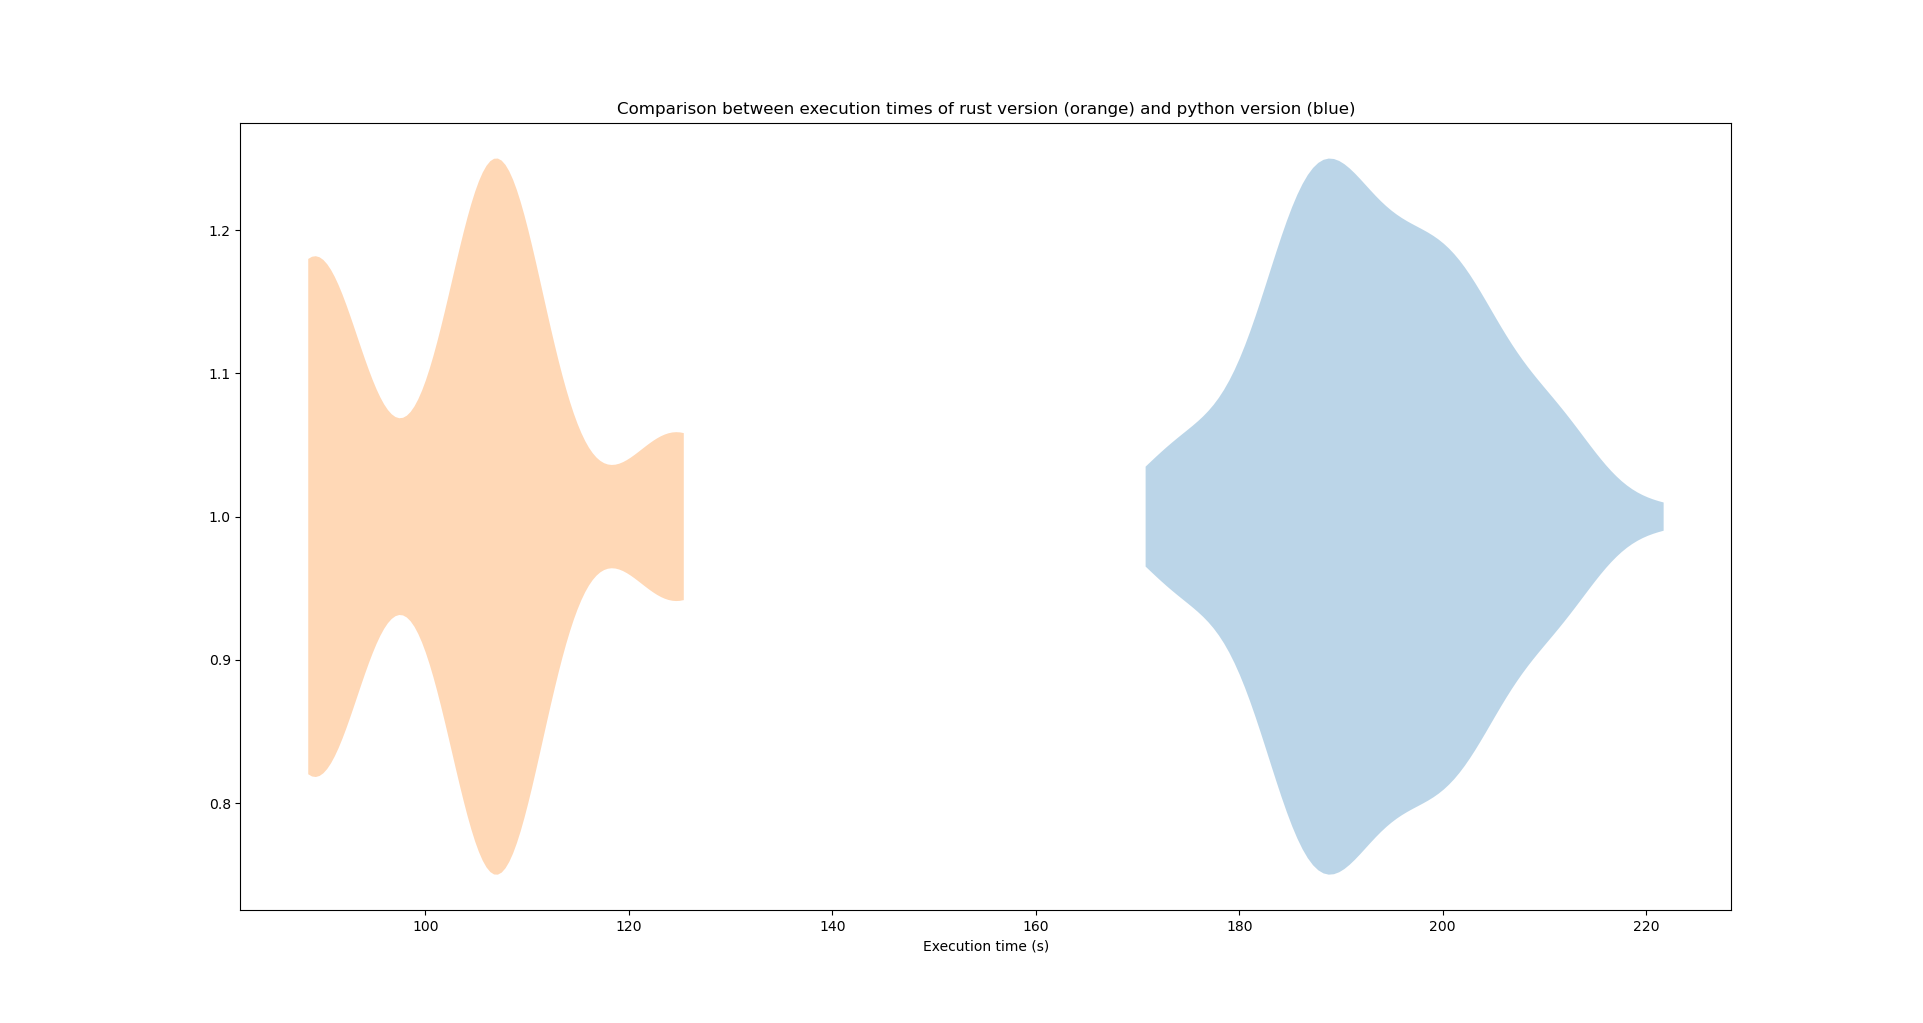 Comparison between execution times of rust version (orange) and python version (blue)
1.2
1.1
1.0
0.9
0.8
100 120 140 160 180 200 220
Execution time (s)